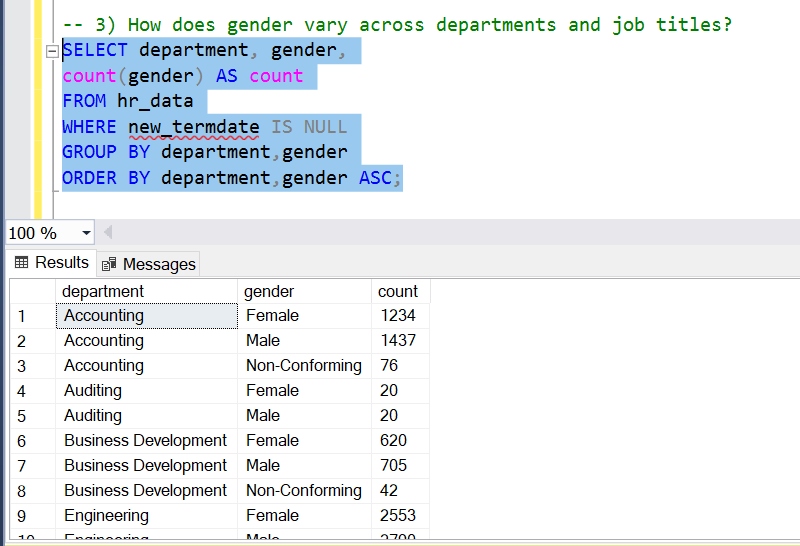 -- 3) How does gender vary across departments and job titles?
SELECT department, gender,
count(gender) AS count
FROM hr_data
WHERE new_termdate IS NULL
GROUP BY department,gender
ORDER BY department,gender ASC;
100 %
Results Messages
department gender count
1 Accounting Female 1234
2 Accounting Male 1437
3 Accounting Non-Conforming 76
4 Auditing Female 20
5 Auditing Male 20
6 Business Development Female 620
7 Business Development Male 705
8 Business Development Non-Conforming 42
9 Engineering Female 2553
10 Engineering Male